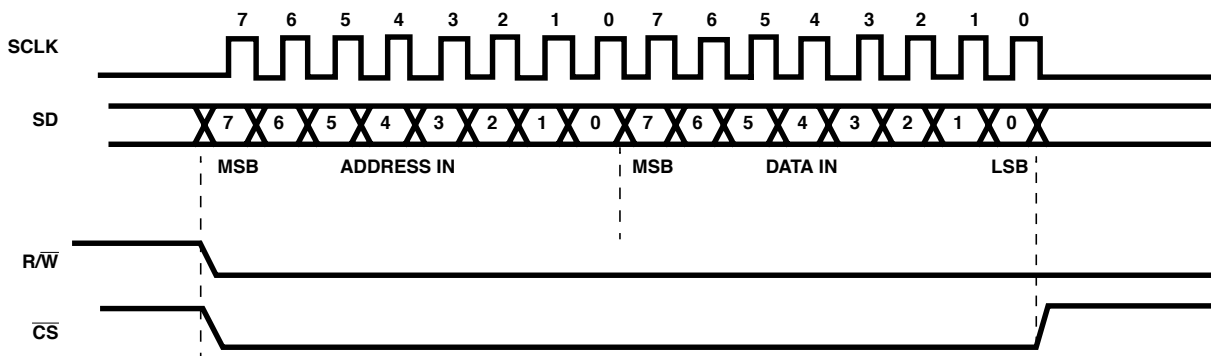 7 6 5 4 3 2 1 0 7 6 5 4 3 2 1 0
SCLK
SD 7 6 5 4 3 2 1 0 7 6 5 4 3 2 1 0
MSB ADDRESS IN MSB DATA IN LSB
R/W̅
C̅S̅